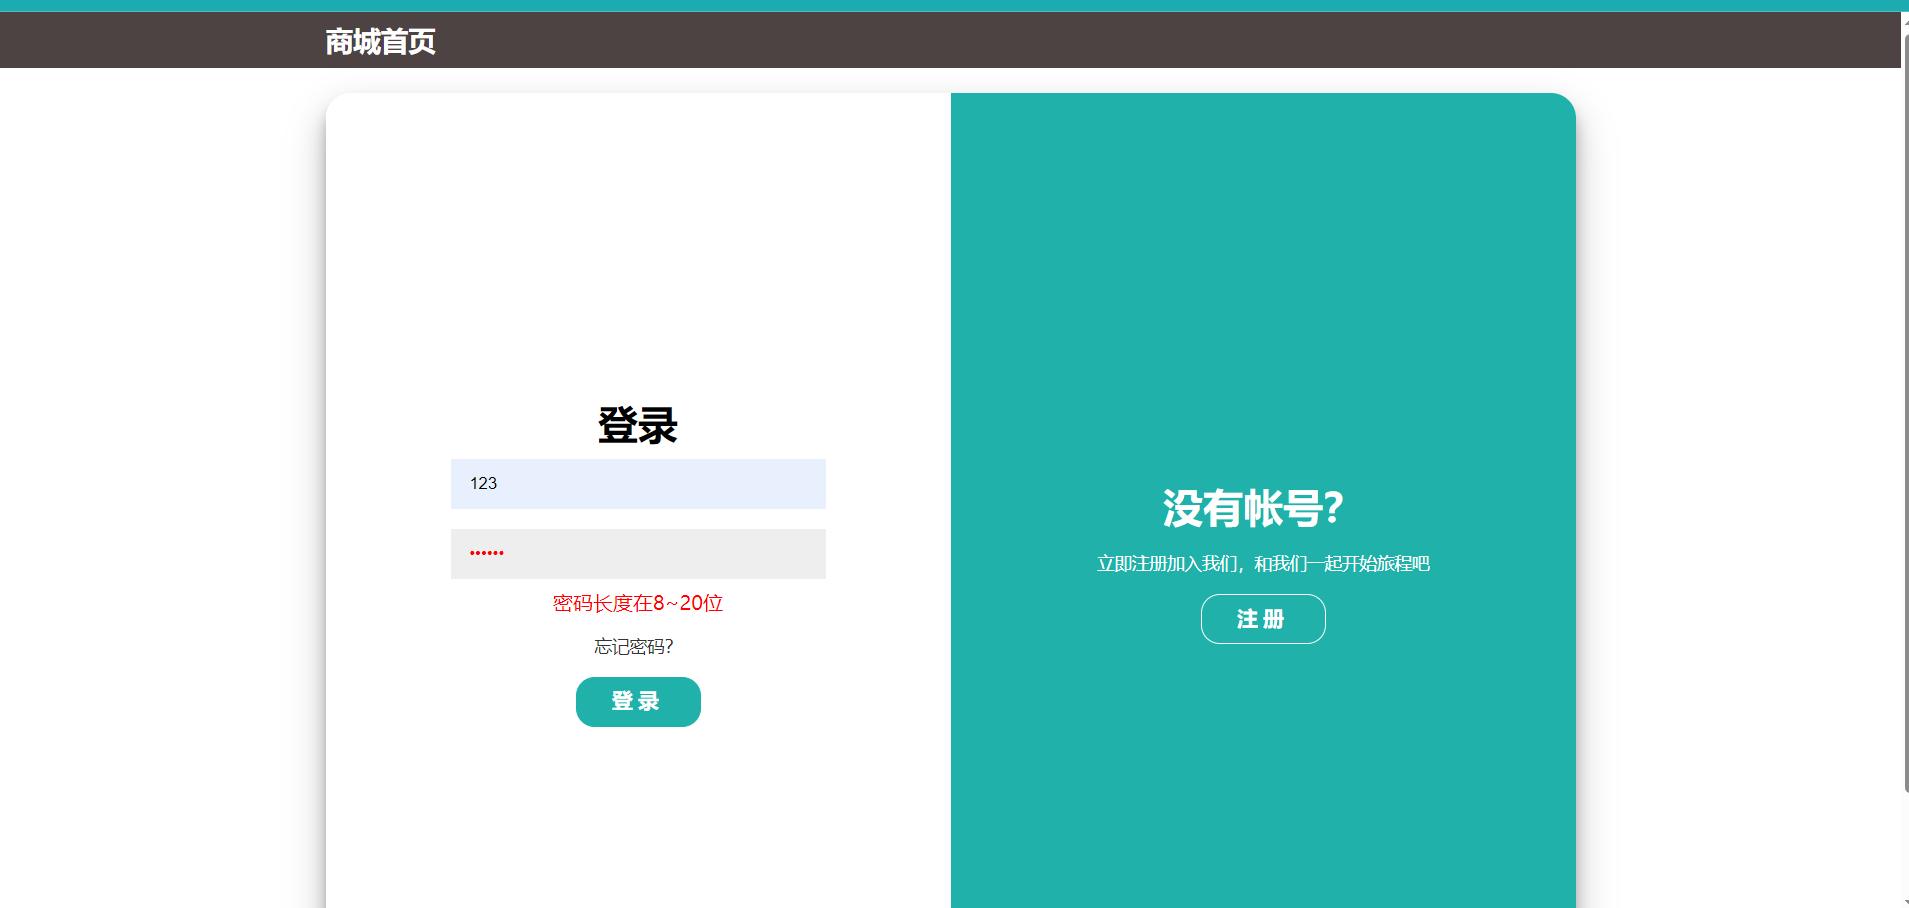 商城首页
登录
123
••••••
密码长度在8~20位
忘记密码?
登 录
没有帐号?
立即注册加入我们，和我们一起开始旅程吧
注 册